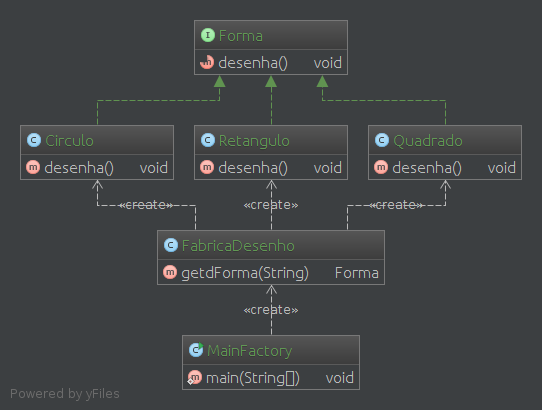 I Forma
m desenha() void
C Circulo
m desenha() void
C Retangulo
m desenha() void
C Quadrado
m desenha() void
«create»
«create»
«create»
C FabricaDesenho
m getdForma(String) Forma
«create»
C MainFactory
m main(String[]) void
Powered by yFiles